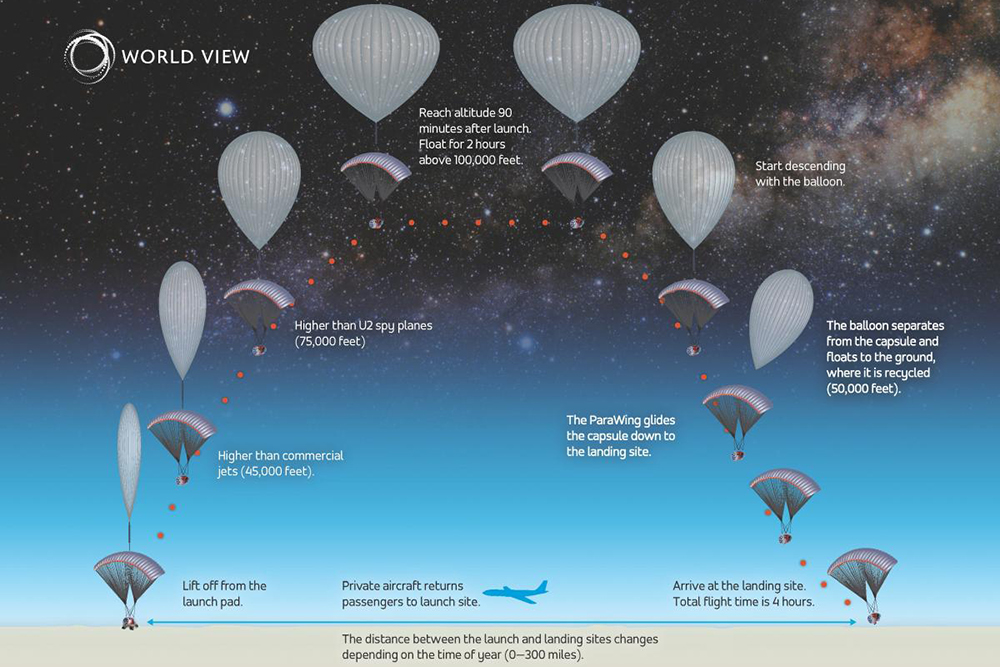 WORLD VIEW
Reach altitude 90
minutes after launch.
Float for 2 hours
above 100,000 feet.
Start descending
with the balloon.
Higher than U2 spy planes
(75,000 feet)
The balloon separates
from the capsule and
floats to the ground,
where it is recycled
(50,000 feet).
The ParaWing glides
the capsule down to
the landing site.
Higher than commercial
jets (45,000 feet).
Lift off from the
launch pad.
Private aircraft returns
passengers to launch site.
Arrive at the landing site.
Total flight time is 4 hours.
The distance between the launch and landing sites changes
depending on the time of year (0–300 miles).